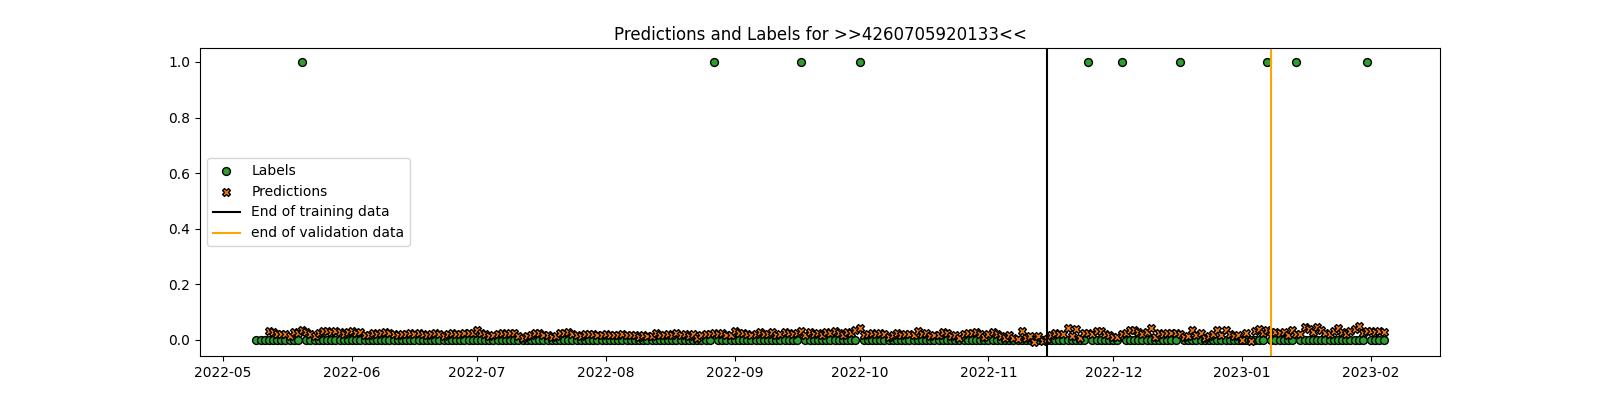 Predictions and Labels for >>4260705920133<<
1.0
0.8
0.6
0.4
0.2
0.0
Labels
Predictions
End of training data
end of validation data
2022-05 2022-06 2022-07 2022-08 2022-09 2022-10 2022-11 2022-12 2023-01 2023-02